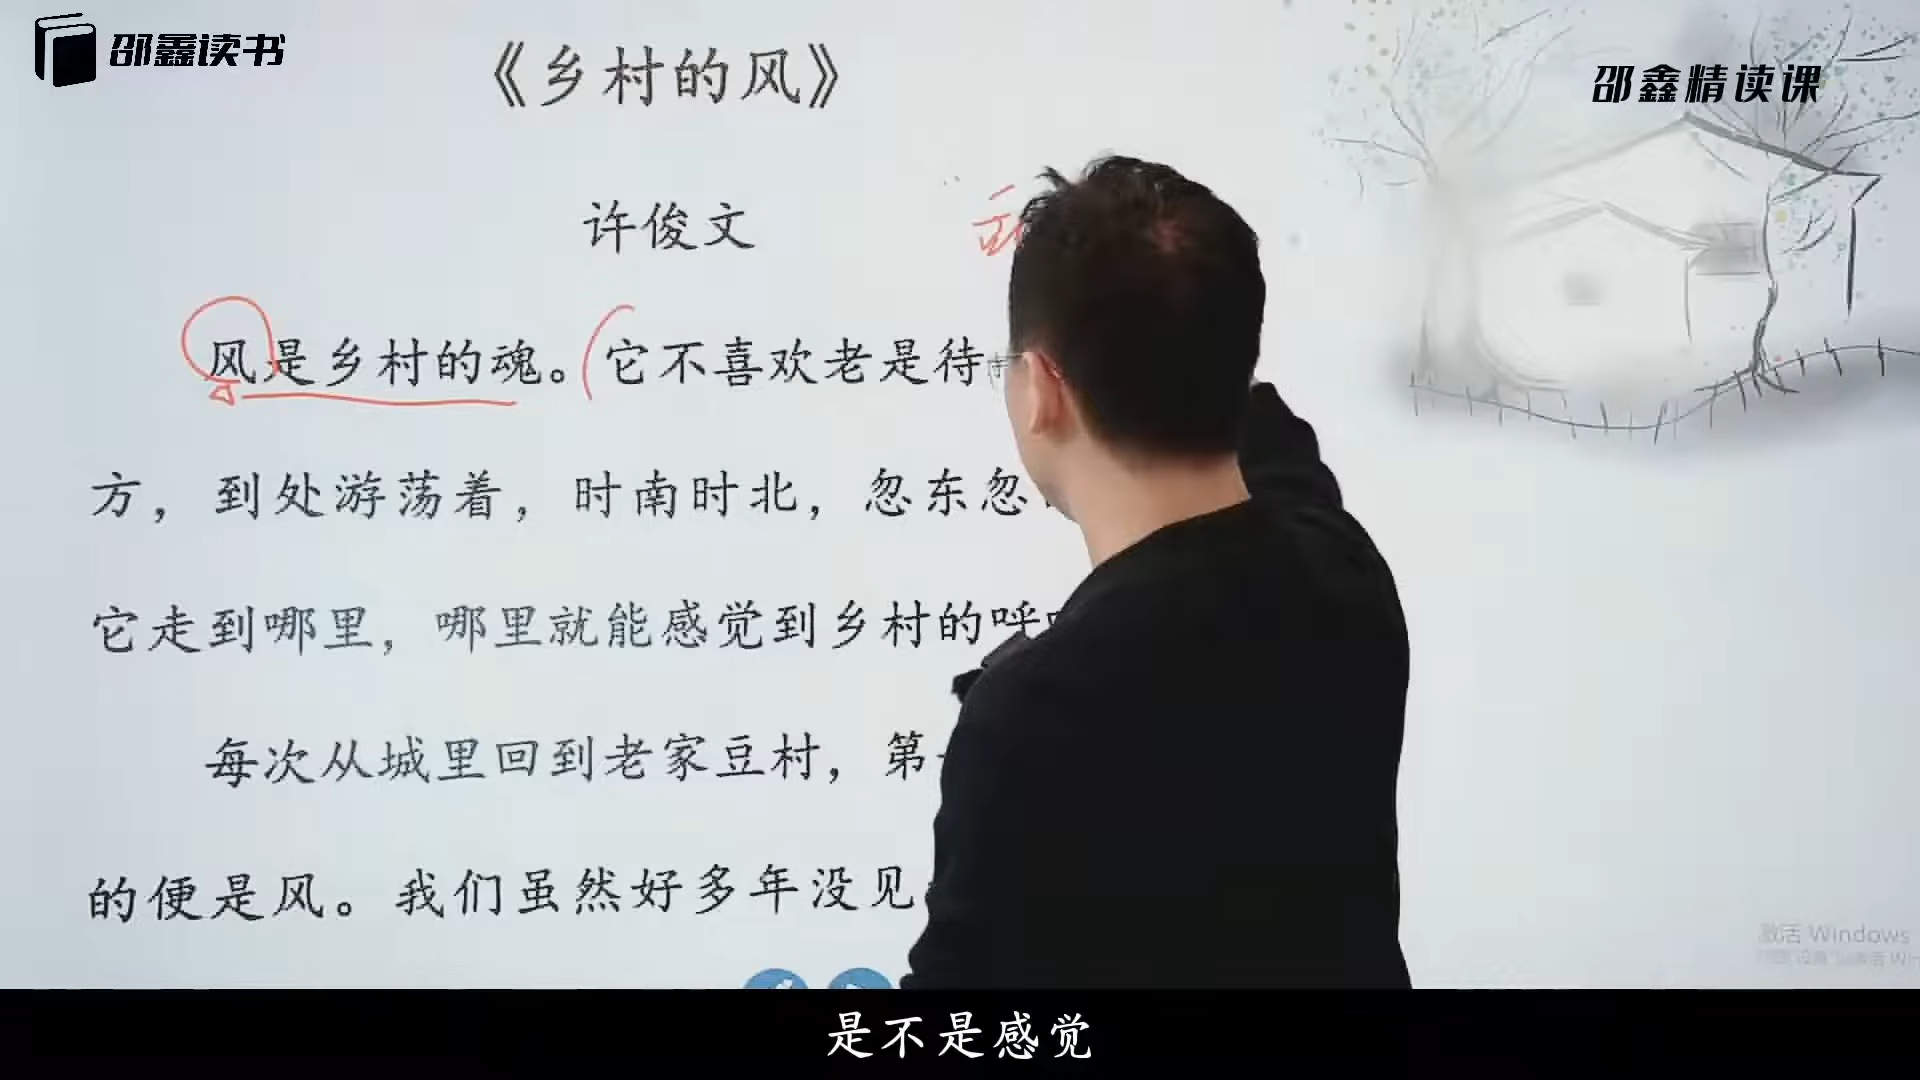 邵鑫读书
《乡村的风》
邵鑫精读课
许俊文
风是乡村的魂。它不喜欢老是待
方，到处游荡着，时南时北，忽东忽
它走到哪里，哪里就能感觉到乡村的呼
每次从城里回到老家豆村，第
的便是风。我们虽然好多年没见
激活 Windows
是不是感觉